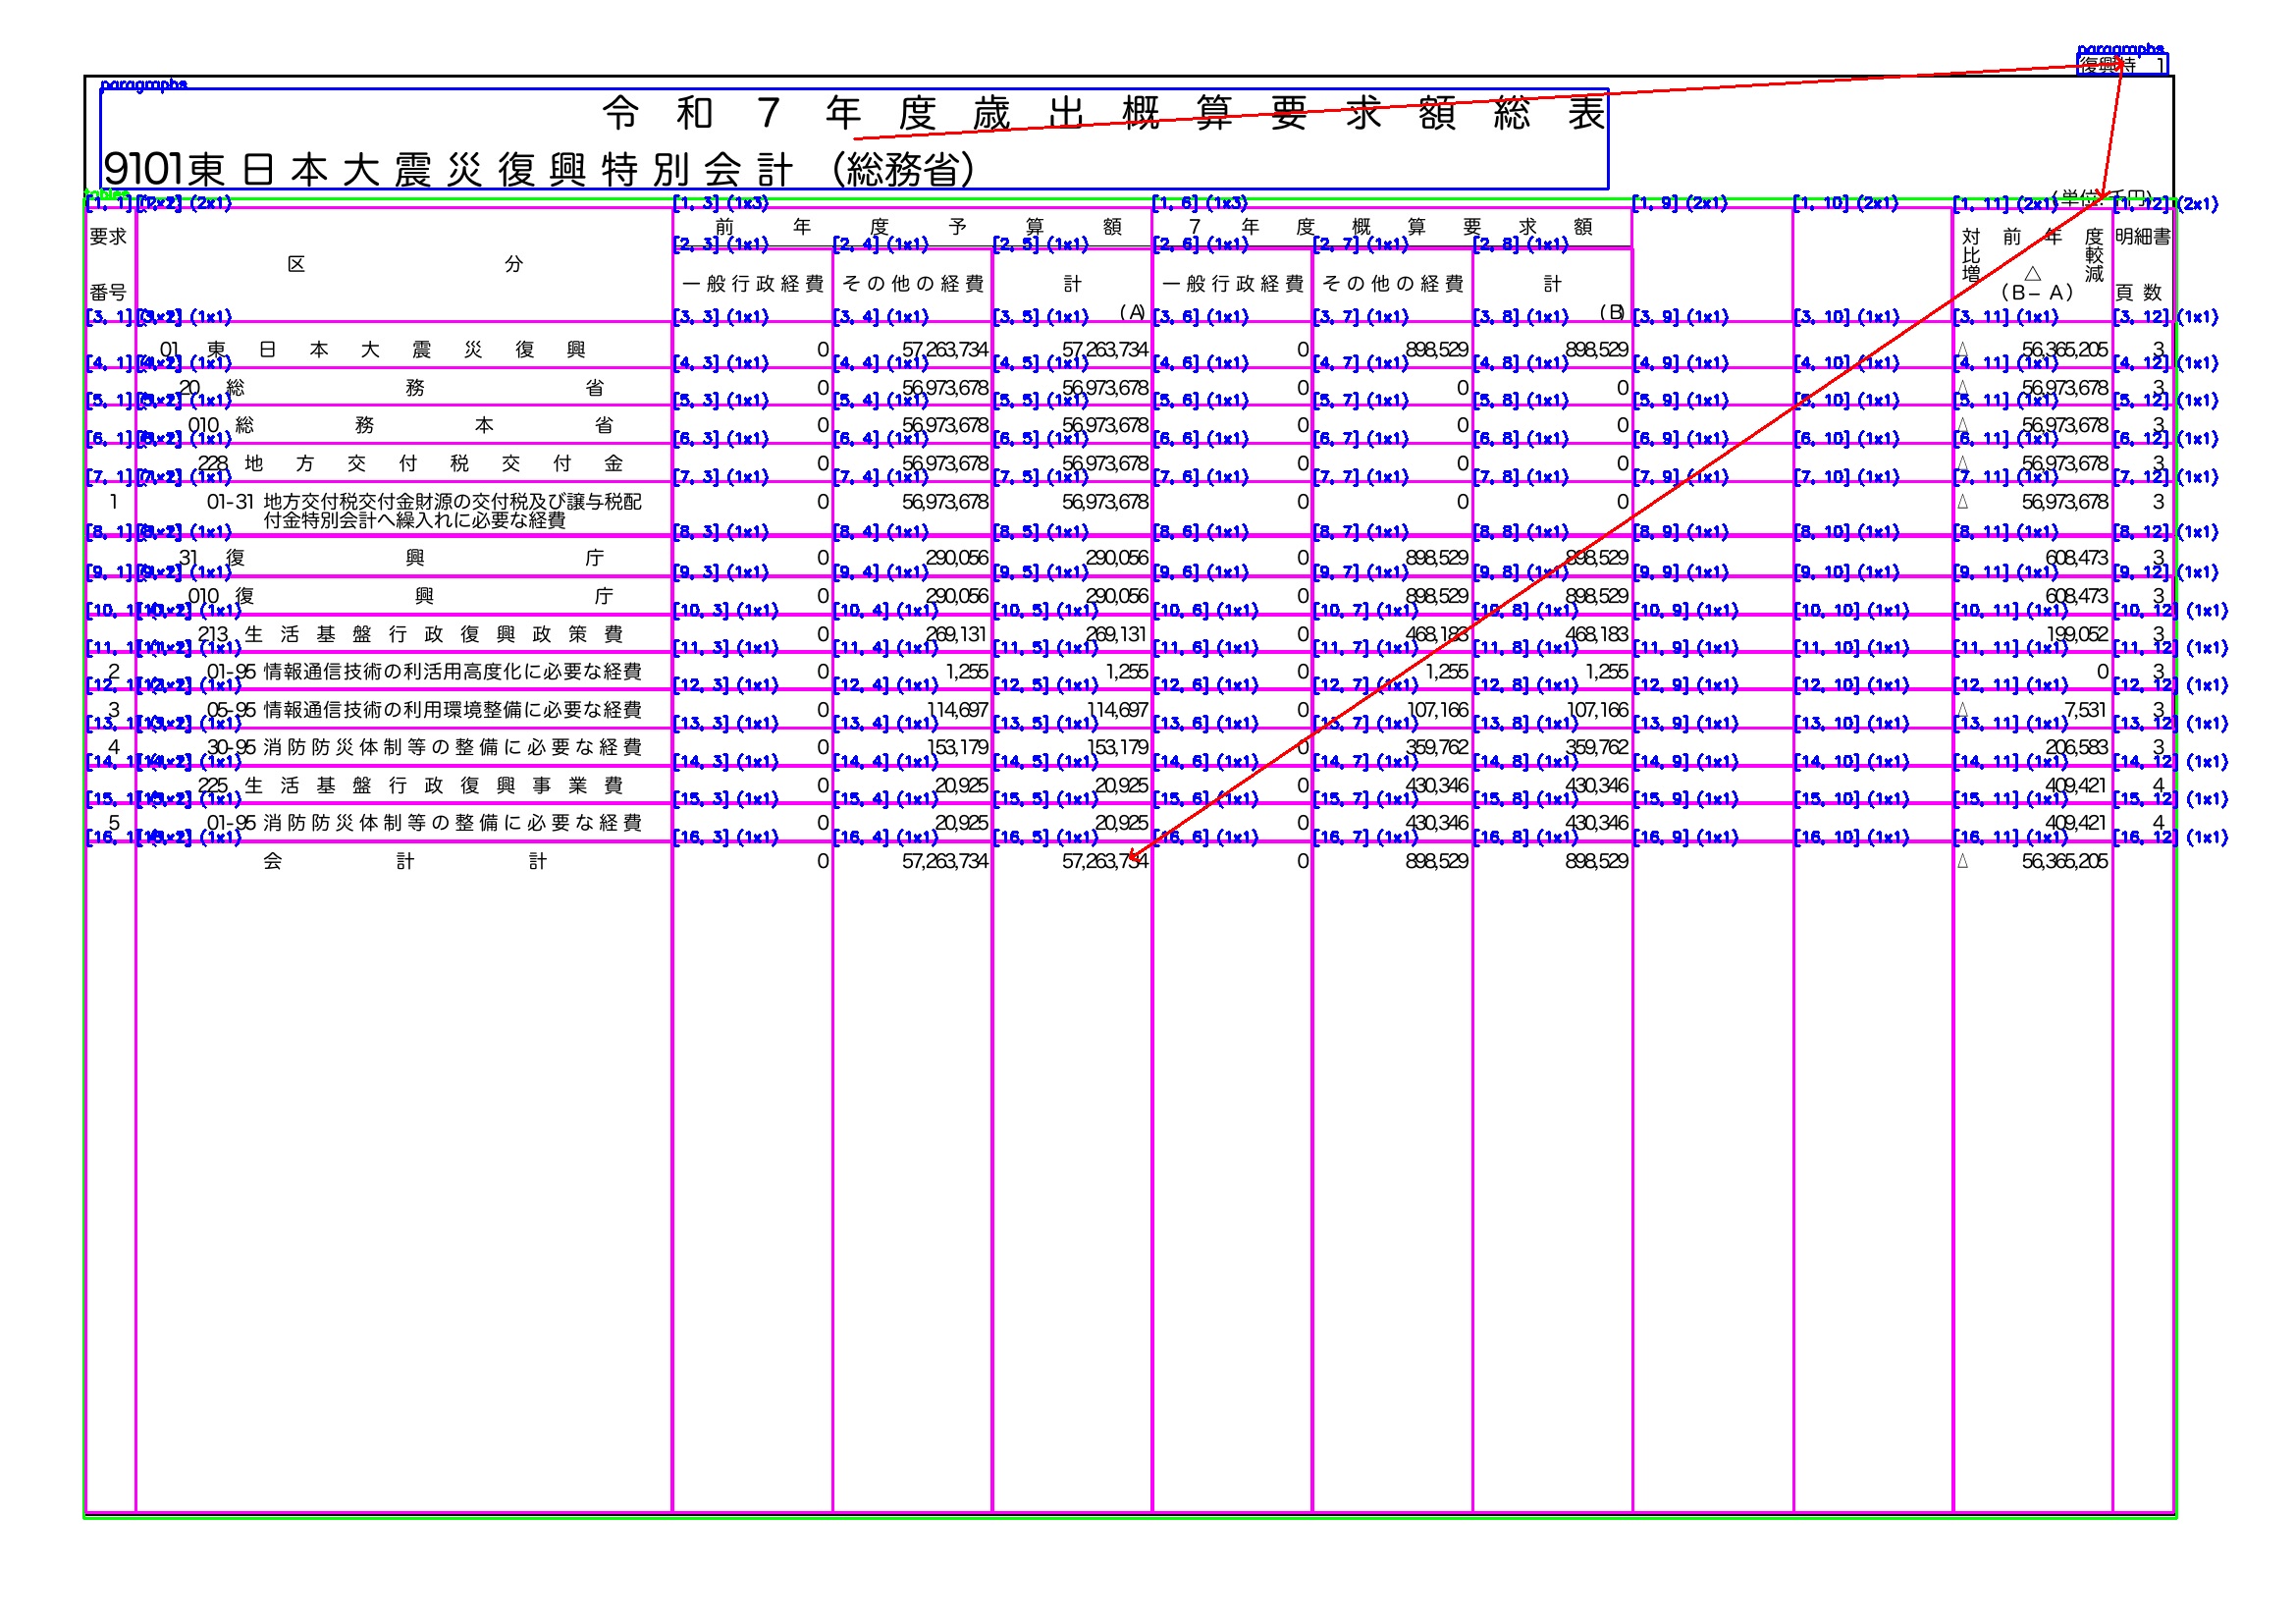 復興特 1
令和7年度歳出概算要求額総表
9101東日本大震災復興特別会計 (総務省)
(単位:千円)
要求番号 区分 前年度予算額 7年度概算要求額 対前年度比較増△減 (B-A) 明細書頁数
一般行政経費 その他の経費 計 (A) 一般行政経費 その他の経費 計 (B)
01 東日本大震災復興 0 57,263,734 57,263,734 0 898,529 898,529 △ 56,365,205 3
20 総務省 0 56,973,678 56,973,678 0 0 0 △ 56,973,678 3
010 総務本省 0 56,973,678 56,973,678 0 0 0 △ 56,973,678 3
228 地方交付税交付金 0 56,973,678 56,973,678 0 0 0 △ 56,973,678 3
1 01-31 地方交付税交付金財源の交付税及び譲与税配 0 56,973,678 56,973,678 0 0 0 △ 56,973,678 3
付金特別会計へ繰入れに必要な経費
31 復興庁 0 290,056 290,056 0 898,529 898,529 608,473 3
010 復興庁 0 290,056 290,056 0 898,529 898,529 608,473 3
213 生活基盤行政復興政策費 0 269,131 269,131 0 468,183 468,183 199,052 3
2 01-95 情報通信技術の利活用高度化に必要な経費 0 1,255 1,255 0 1,255 1,255 0 3
3 05-95 情報通信技術の利用環境整備に必要な経費 0 114,697 114,697 0 107,166 107,166 △ 7,531 3
4 30-95 消防防災体制等の整備に必要な経費 0 153,179 153,179 0 359,762 359,762 206,583 3
225 生活基盤行政復興事業費 0 20,925 20,925 0 430,346 430,346 409,421 4
5 01-95 消防防災体制等の整備に必要な経費 0 20,925 20,925 0 430,346 430,346 409,421 4
会計計 0 57,263,734 57,263,734 0 898,529 898,529 △ 56,365,205